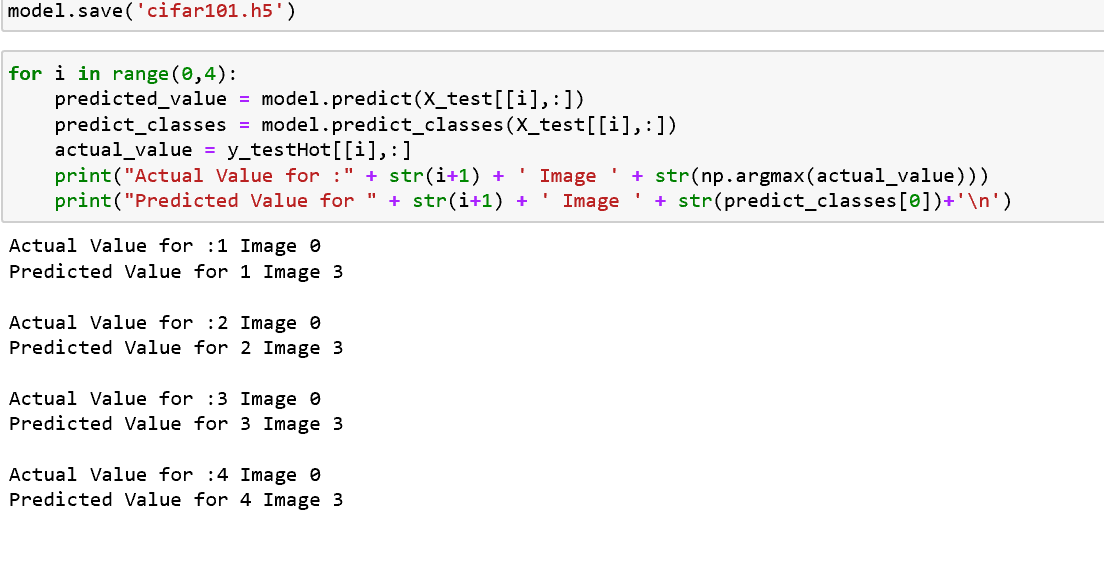 model.save('cifar101.h5')
for i in range(0,4):
    predicted_value = model.predict(X_test[[i],:])
    predict_classes = model.predict_classes(X_test[[i],:])
    actual_value = y_testHot[[i],:]
    print("Actual Value for :" + str(i+1) + ' Image ' + str(np.argmax(actual_value)))
    print("Predicted Value for " + str(i+1) + ' Image ' + str(predict_classes[0])+'\n')
Actual Value for :1 Image 0
Predicted Value for 1 Image 3
Actual Value for :2 Image 0
Predicted Value for 2 Image 3
Actual Value for :3 Image 0
Predicted Value for 3 Image 3
Actual Value for :4 Image 0
Predicted Value for 4 Image 3